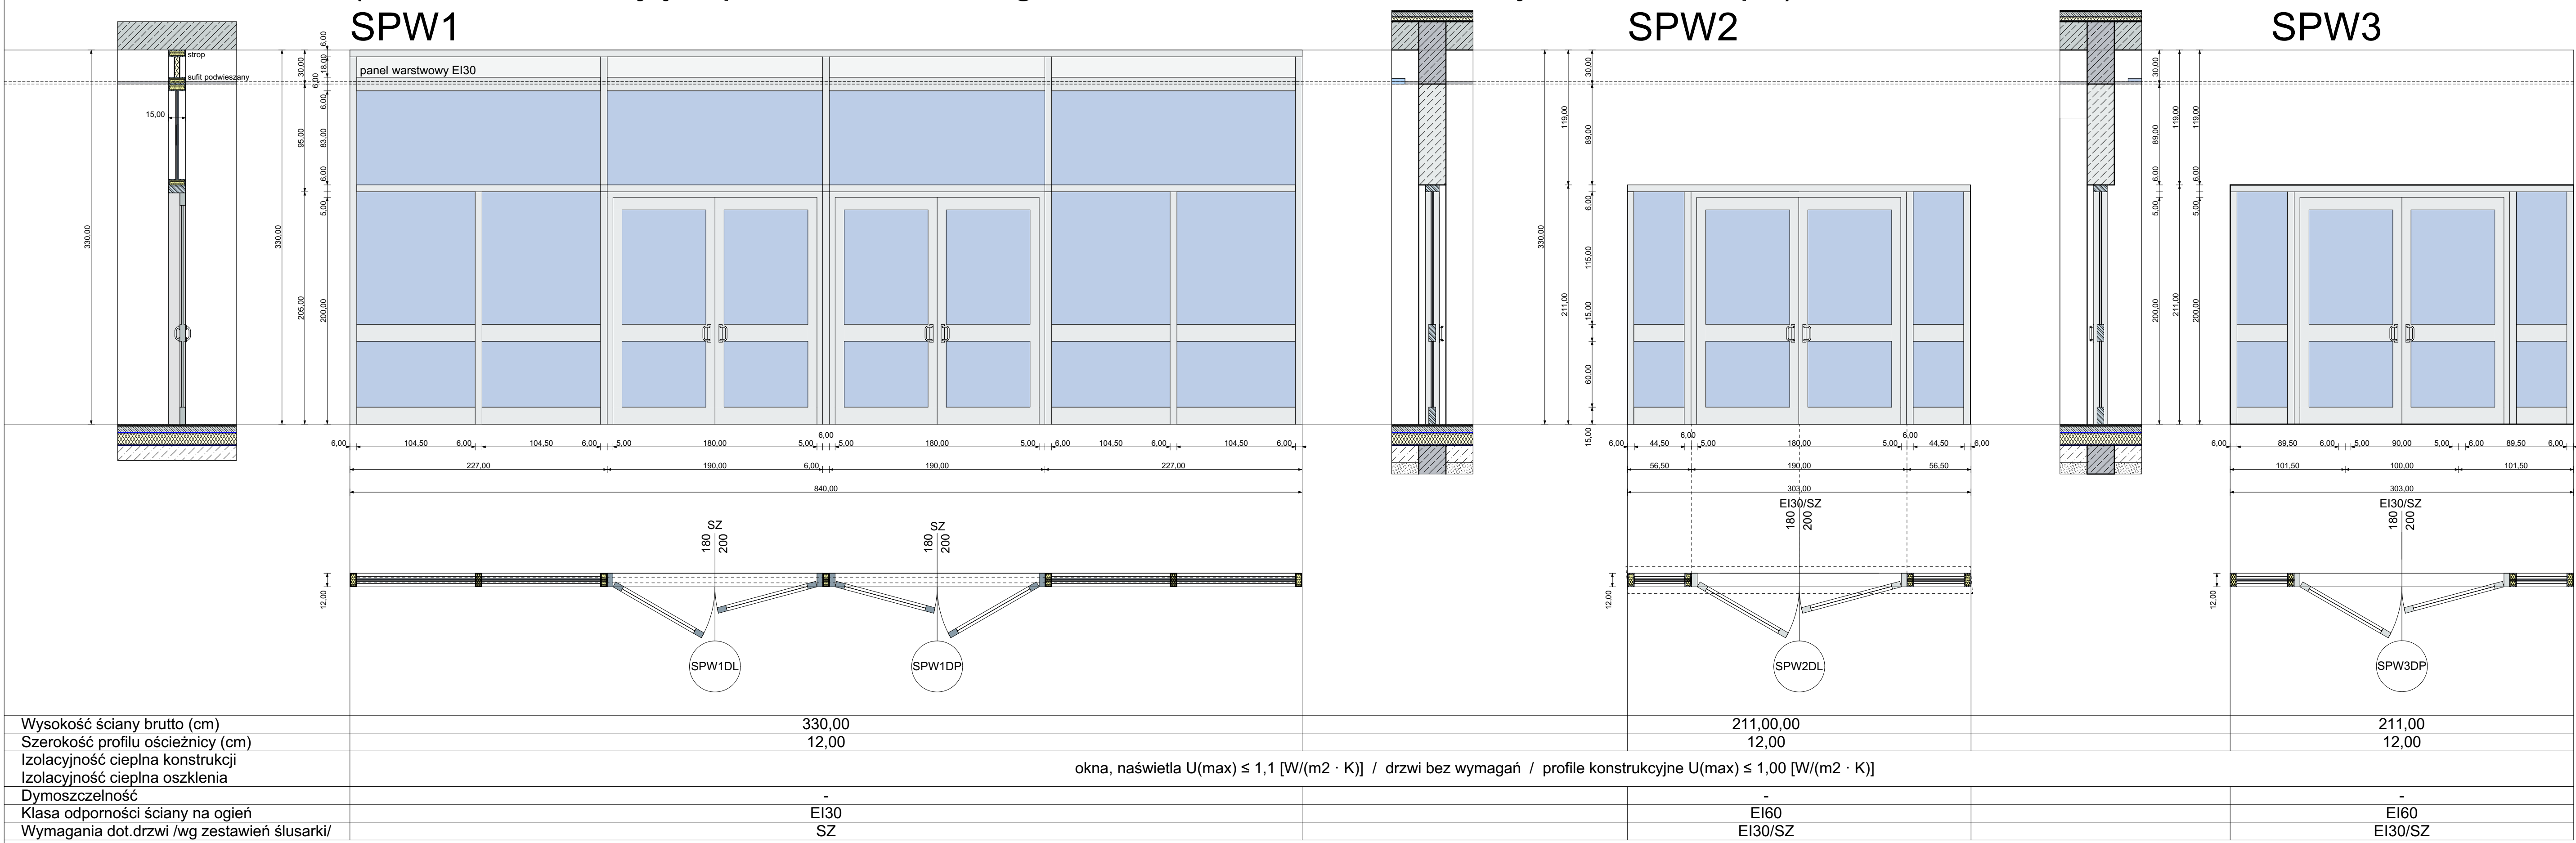 SPW1
SPW2
SPW3
strop
sufit podwieszany
15,00
330,00
330,00
30,00
95,00
205,00
6,00
18,00
6,00
6,00
83,00
6,00
5,00
200,00
panel warstwowy EI30
6,00 104,50 6,00 104,50 6,00 5,00 180,00 5,00 6,00 5,00 180,00 5,00 6,00 104,50 6,00 104,50 6,00
227,00 190,00 6,00 190,00 227,00
840,00
SZ
180
200
SZ
180
200
12,00
SPW1DL
SPW1DP
330,00
119,00
211,00
30,00
89,00
6,00
115,00
15,00
60,00
15,00
6,00 44,50 6,00 5,00 180,00 5,00 6,00 44,50 6,00
56,50 190,00 56,50
303,00
EI30/SZ
180
200
12,00
SPW2DL
30,00
89,00
6,00
5,00
200,00
119,00
211,00
119,00
6,00
5,00
200,00
6,00 89,50 6,00 5,00 90,00 5,00 6,00 89,50 6,00
101,50 100,00 101,50
303,00
EI30/SZ
180
200
12,00
SPW3DP
Wysokość ściany brutto (cm) 330,00 211,00,00 211,00
Szerokość profilu ościeżnicy (cm) 12,00 12,00 12,00
Izolacyjność cieplna konstrukcji
Izolacyjność cieplna oszklenia
okna, naświetla U(max) ≤ 1,1 [W/(m2 · K)] / drzwi bez wymagań / profile konstrukcyjne U(max) ≤ 1,00 [W/(m2 · K)]
Dymoszczelność - - -
Klasa odporności ściany na ogień EI30 EI60 EI60
Wymagania dot.drzwi /wg zestawień ślusarki/ SZ EI30/SZ EI30/SZ